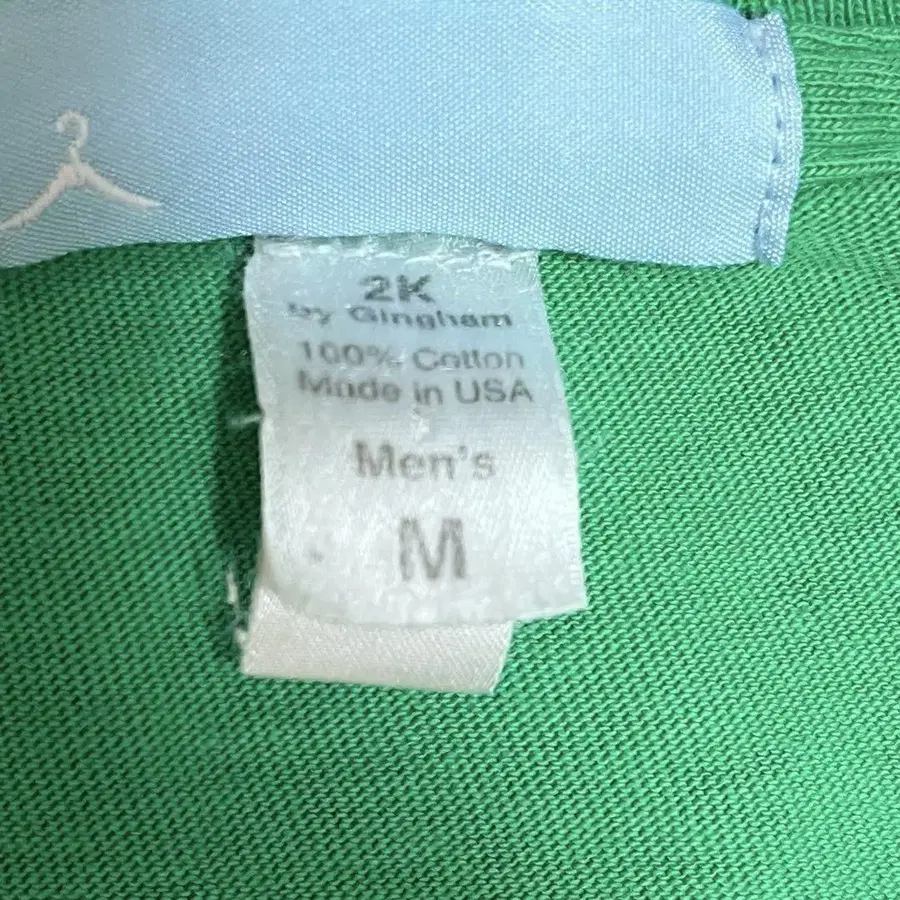 2K
by Gingham
100% Cotton
Made in USA
Men's
M